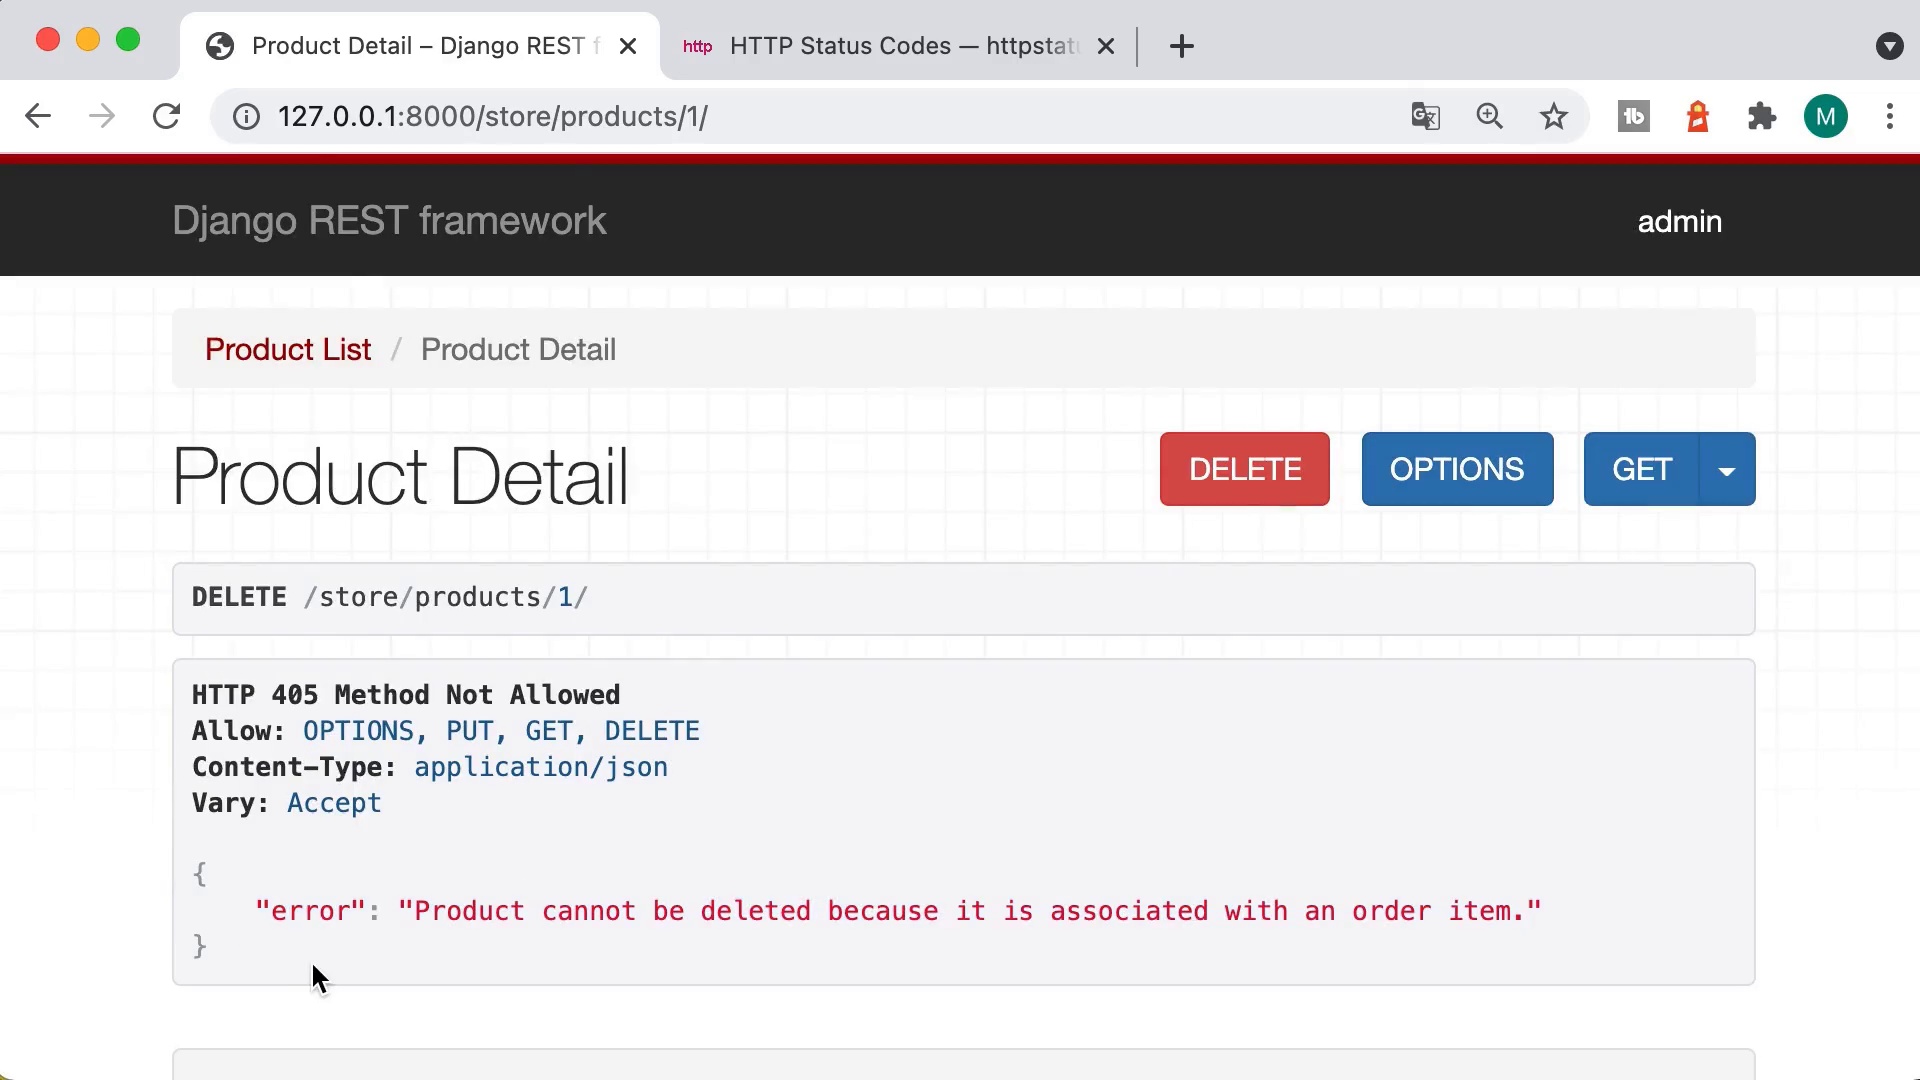 Product Detail – Django REST f
http HTTP Status Codes — httpstat
127.0.0.1:8000/store/products/1/
M
Django REST framework
admin
Product List / Product Detail
Product Detail
DELETE
OPTIONS
GET
DELETE /store/products/1/
HTTP 405 Method Not Allowed
Allow: OPTIONS, PUT, GET, DELETE
Content-Type: application/json
Vary: Accept
{
"error": "Product cannot be deleted because it is associated with an order item."
}